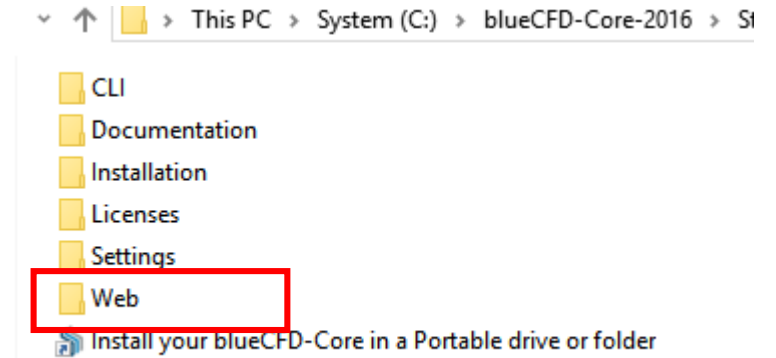 This PC > System (C:) > blueCFD-Core-2016 > St
CLI
Documentation
Installation
Licenses
Settings
Web
Install your blueCFD-Core in a Portable drive or folder